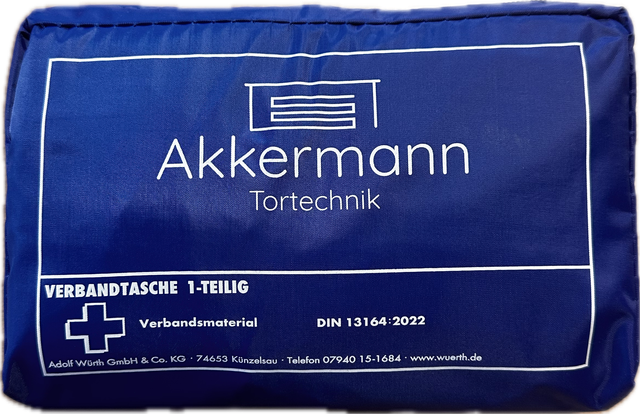 Akkermann
Tortechnik
VERBANDTASCHE 1-TEILIG
Verbandsmaterial DIN 13164:2022
Adolf Würth GmbH & Co. KG · 74653 Künzelsau · Telefon 07940 15-1684 · www.wuerth.de